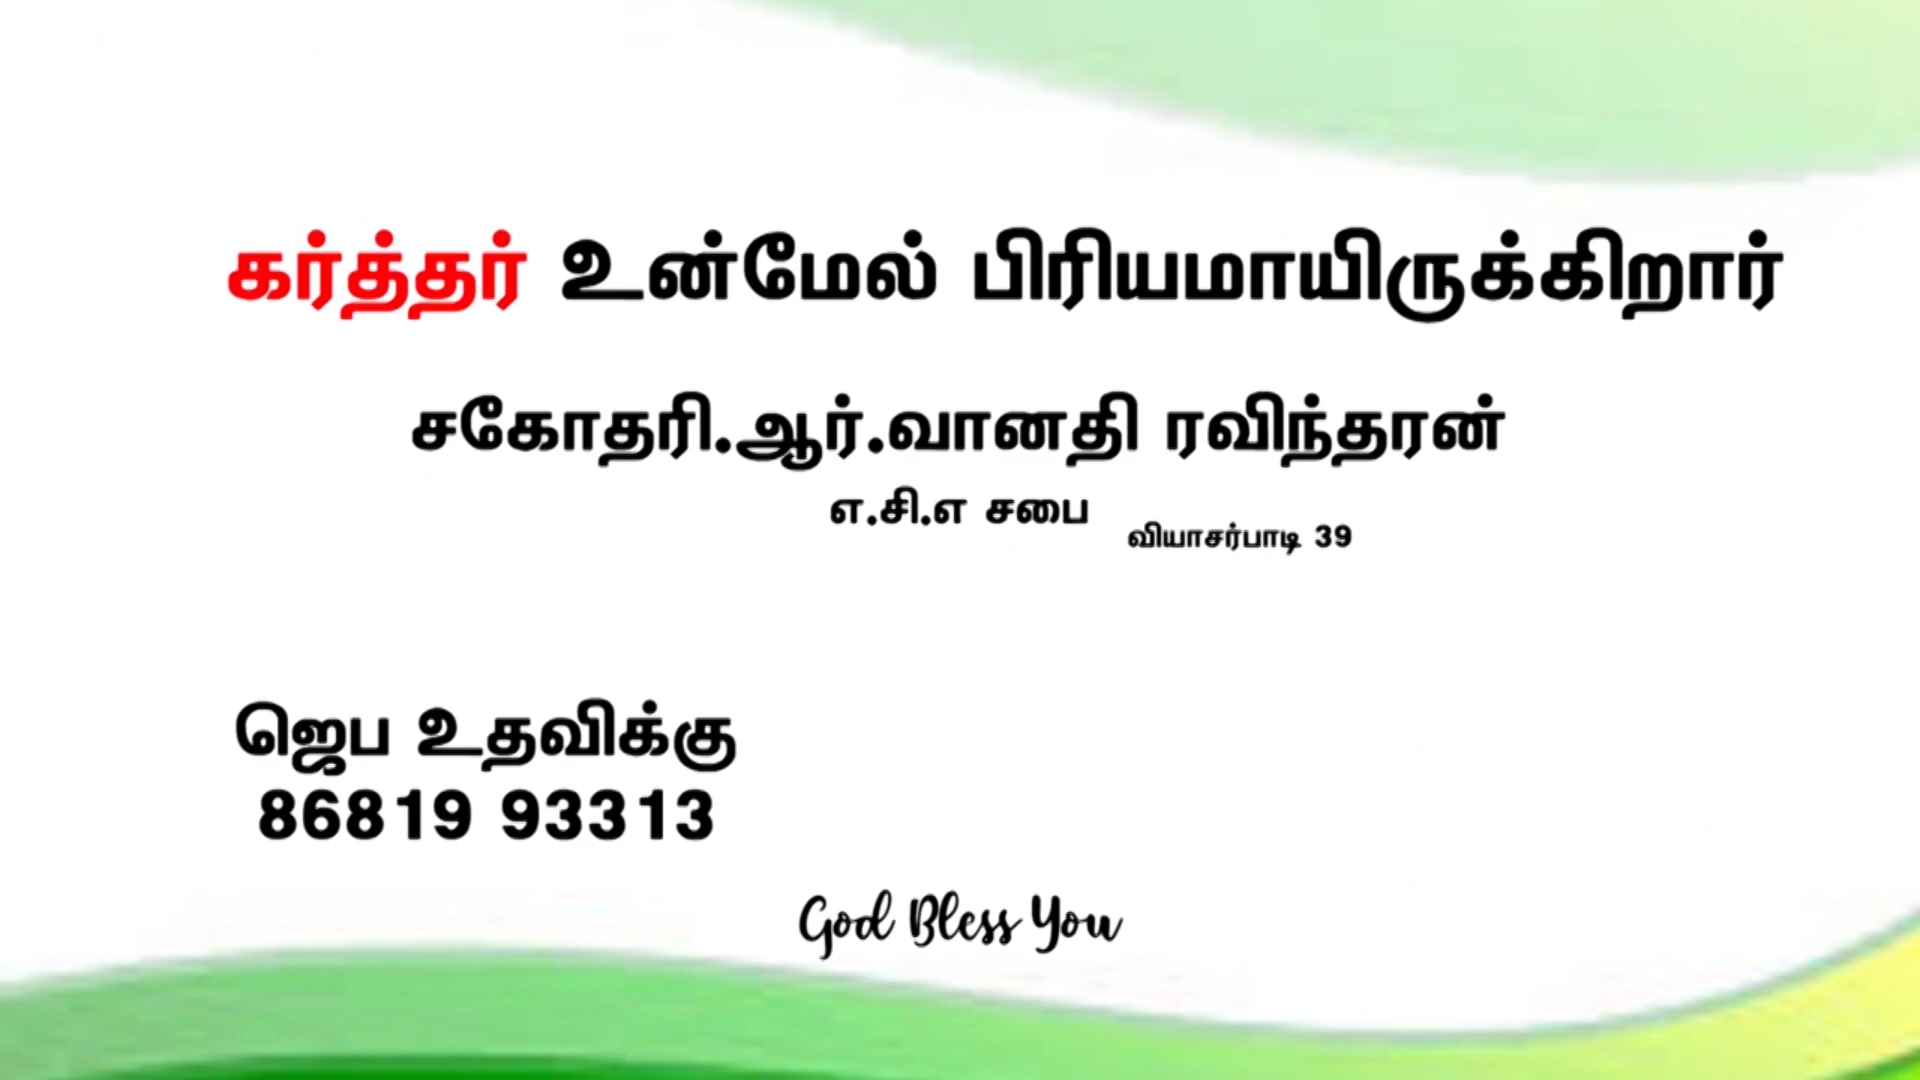 கர்த்தர் உன்மேல் பிரியமாயிருக்கிறார்
சகோதரி.ஆர்.வானதி ரவிந்தரன்
எ.சி.எ சபை
வியாசர்பாடி 39
ஜெப உதவிக்கு
86819 93313
God Bless You